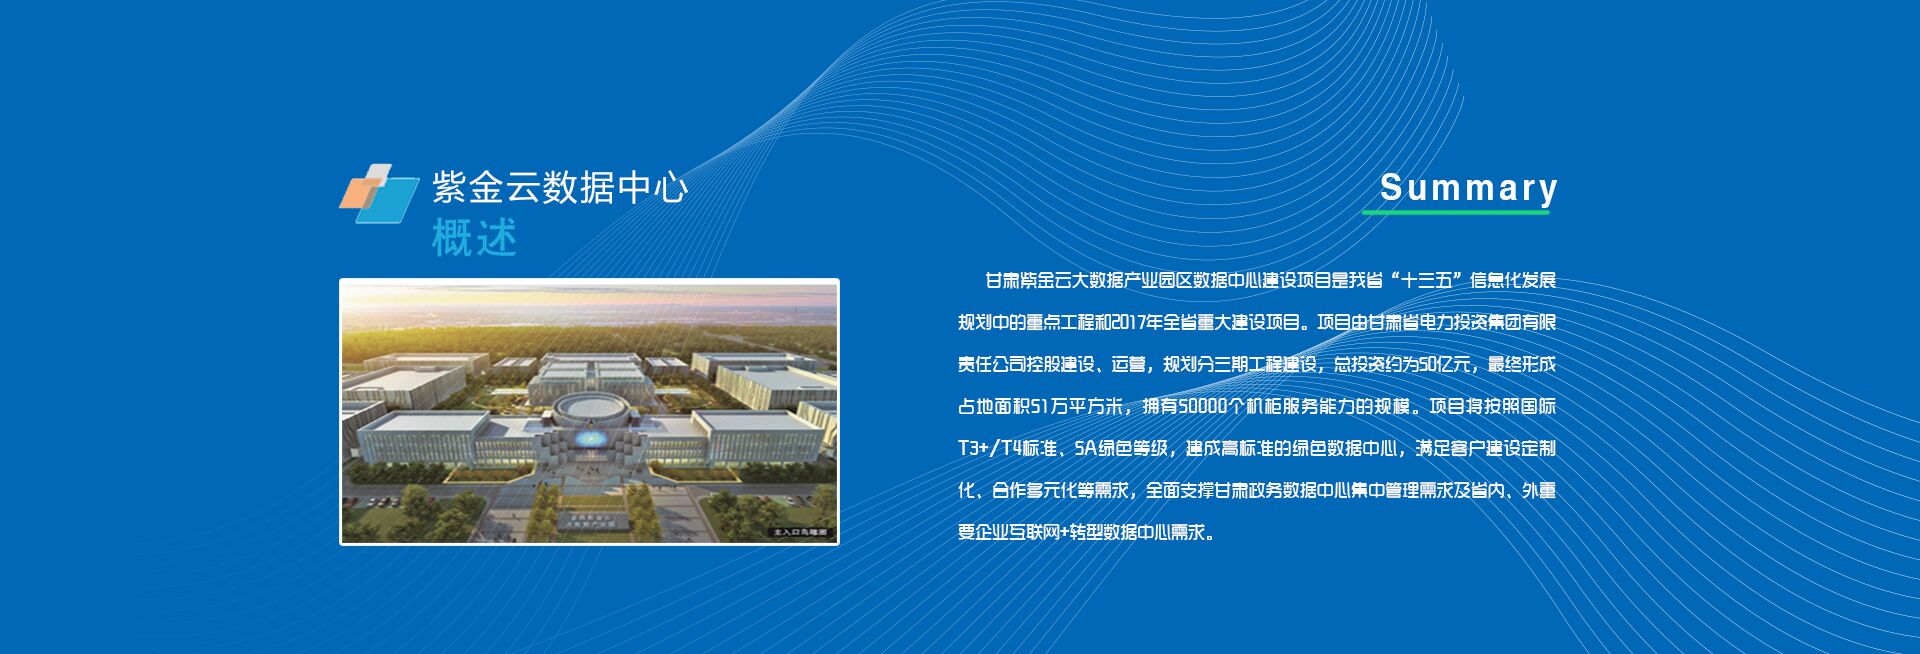 紫金云数据中心
概述
Summary
甘肃紫金云大数据产业园区数据中心建设项目是我省“十三五”信息化发展
规划中的重点工程和2017年全省重大建设项目。项目由甘肃省电力投资集团有限
责任公司控股建设、运营，规划分三期工程建设，总投资约为50亿元，最终形成
占地面积51万平方米，拥有50000个机柜服务能力的规模。项目将按照国际
T3+/T4标准、5A绿色等级，建成高标准的绿色数据中心，满足客户建设定制
化、合作多元化等需求，全面支撑甘肃政务数据中心集中管理需求及省内、外重
要企业互联网+转型数据中心需求。
主入口鸟瞰图